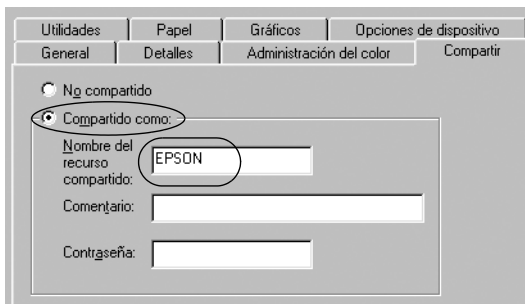 Utilidades Papel Gráficos Opciones de dispositivo
General Detalles Administración del color Compartir
No compartido
Compartido como:
Nombre del
recurso
compartido:
EPSON
Comentario:
Contraseña: